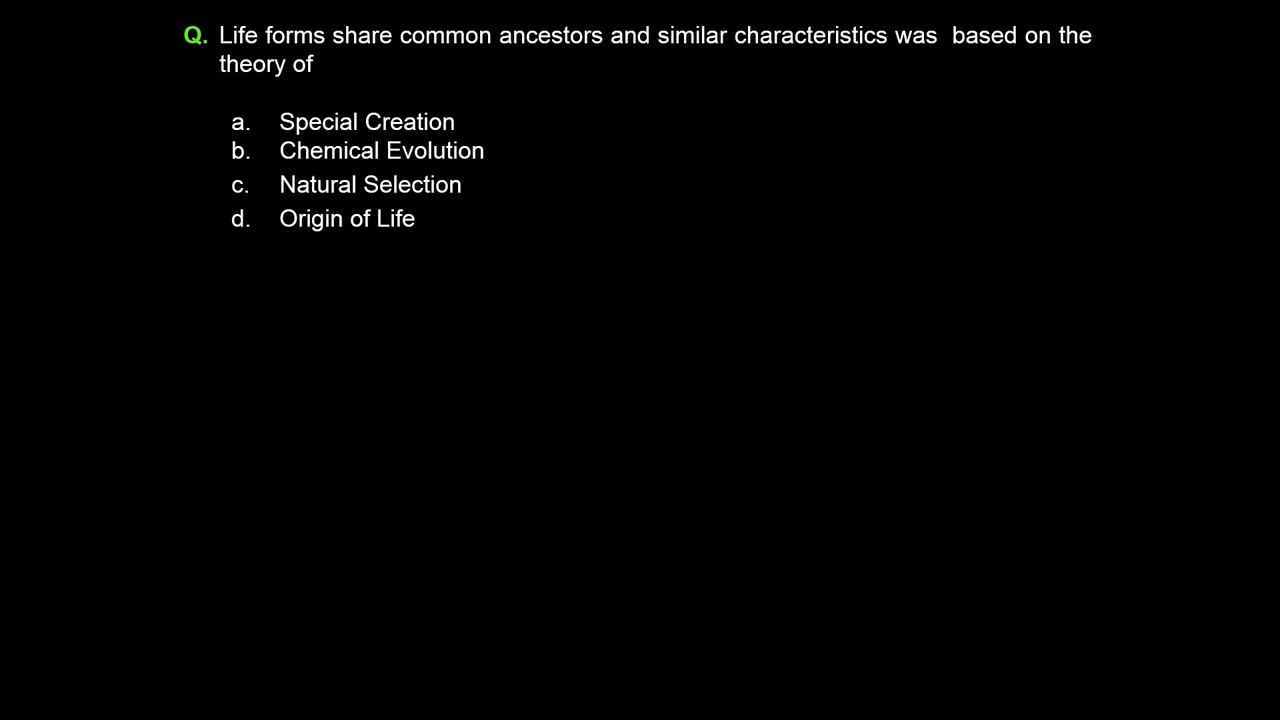 Q. Life forms share common ancestors and similar characteristics was  based on the
theory of
a. Special Creation
b. Chemical Evolution
c. Natural Selection
d. Origin of Life